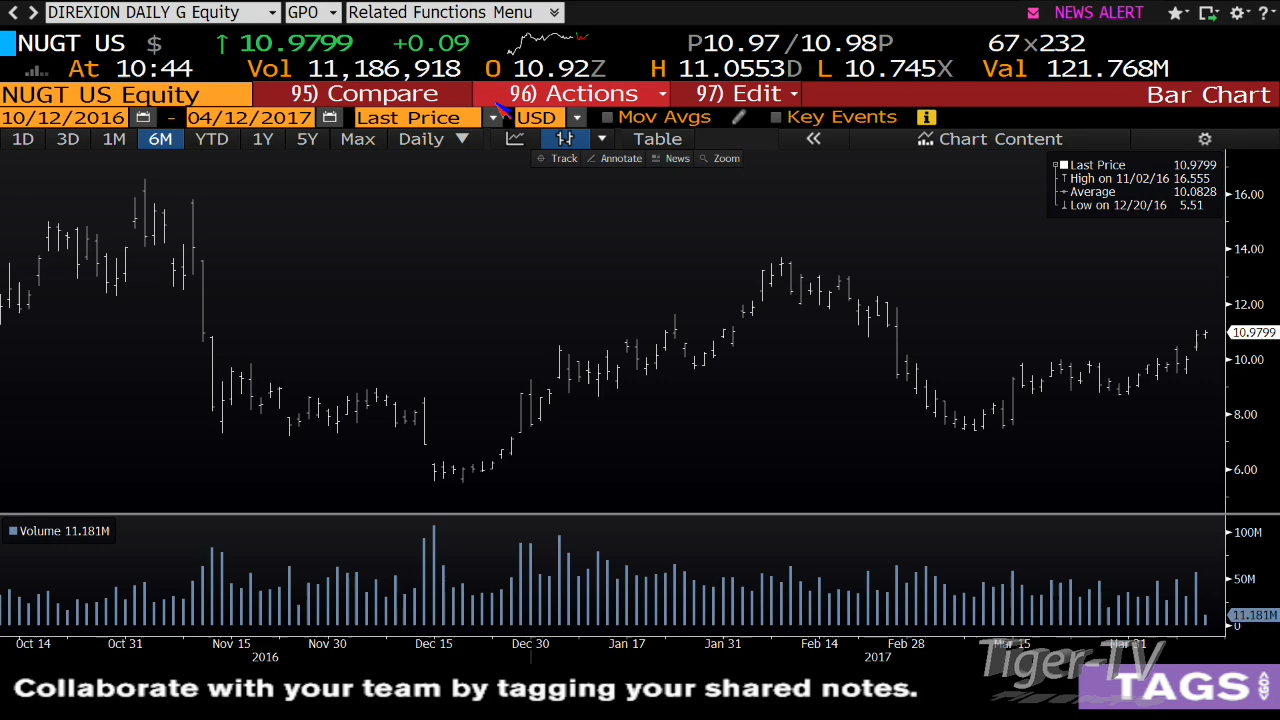 DIREXION DAILY G Equity GPO Related Functions Menu NEWS ALERT ?
NUGT US $ ↑ 10.9799 +0.09 P10.97 /10.98P 67x232
At 10:44 Vol 11,186,918 O 10.92Z H 11.0553D L 10.745X Val 121.768M
NUGT US Equity 95) Compare 96) Actions 97) Edit Bar Chart
10/12/2016 - 04/12/2017 Last Price USD Mov Avgs Key Events i
1D 3D 1M 6M YTD 1Y 5Y Max Daily ▼ Table « Chart Content
Track Annotate News Zoom
Last Price 10.9799
High on 11/02/16 16.555
Average 10.0828
Low on 12/20/16 5.51
16.00
14.00
12.00
10.9799
10.00
8.00
6.00
Volume 11.181M
100M
50M
11.181M
0
Oct 14 Oct 31 Nov 15 Nov 30 Dec 15 Dec 30 Jan 17 Jan 31 Feb 14 Feb 28 Mar 15 Mar 31
2016 2017
Tiger-TV
Collaborate with your team by tagging your shared notes. TAGS